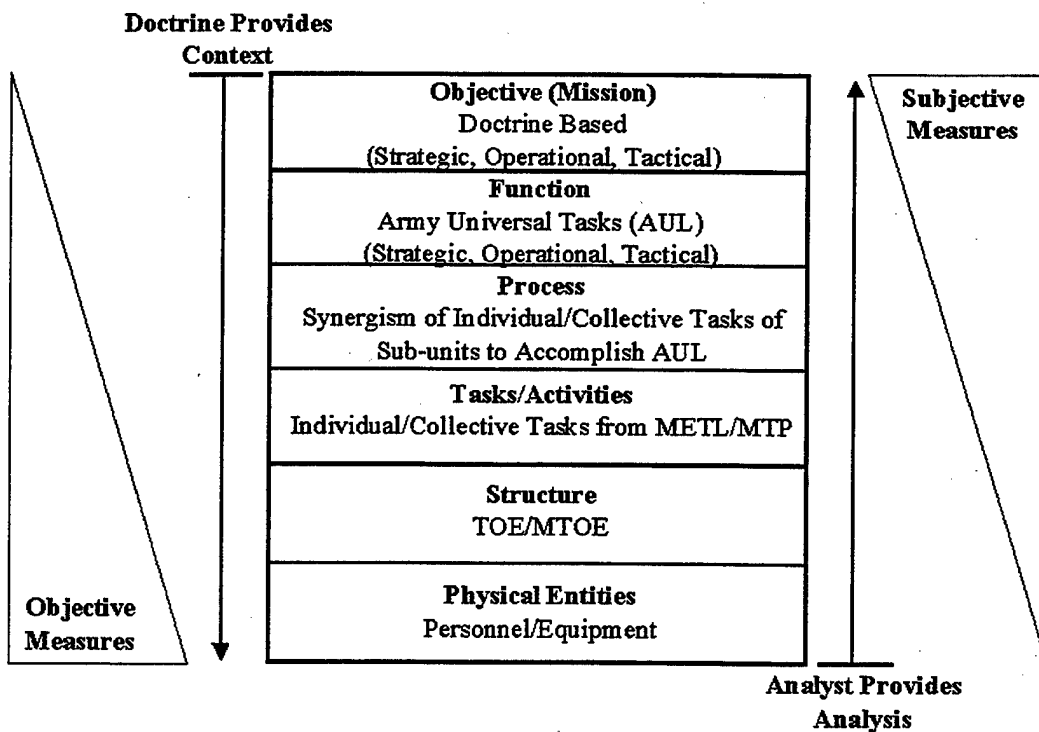 Doctrine Provides
Context
Objective (Mission)
Doctrine Based
(Strategic, Operational, Tactical)
Function
Army Universal Tasks (AUL)
(Strategic, Operational, Tactical)
Process
Synergism of Individual/Collective Tasks of
Sub-units to Accomplish AUL
Tasks/Activities
Individual/Collective Tasks from METL/MTP
Structure
TOE/MTOE
Physical Entities
Personnel/Equipment
Objective
Measures
Subjective
Measures
Analyst Provides
Analysis